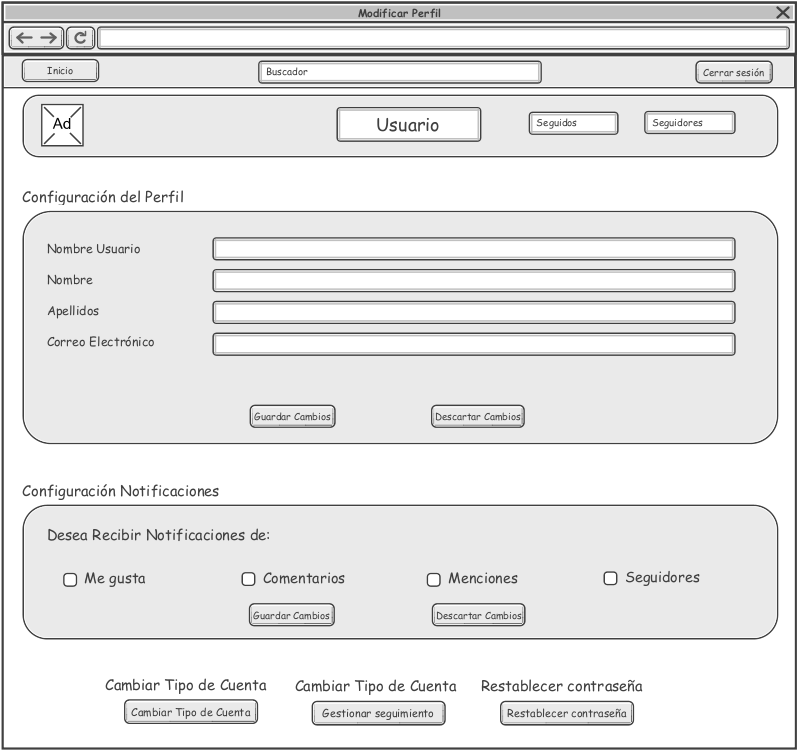 Modificar Perfil
Inicio
Buscador
Cerrar sesión
Ad
Usuario
Seguidos
Seguidores
Configuración del Perfil
Nombre Usuario
Nombre
Apellidos
Correo Electrónico
Guardar Cambios
Descartar Cambios
Configuración Notificaciones
Desea Recibir Notificaciones de:
Me gusta
Comentarios
Menciones
Seguidores
Guardar Cambios
Descartar Cambios
Cambiar Tipo de Cuenta
Cambiar Tipo de Cuenta
Restablecer contraseña
Cambiar Tipo de Cuenta
Gestionar seguimiento
Restablecer contraseña